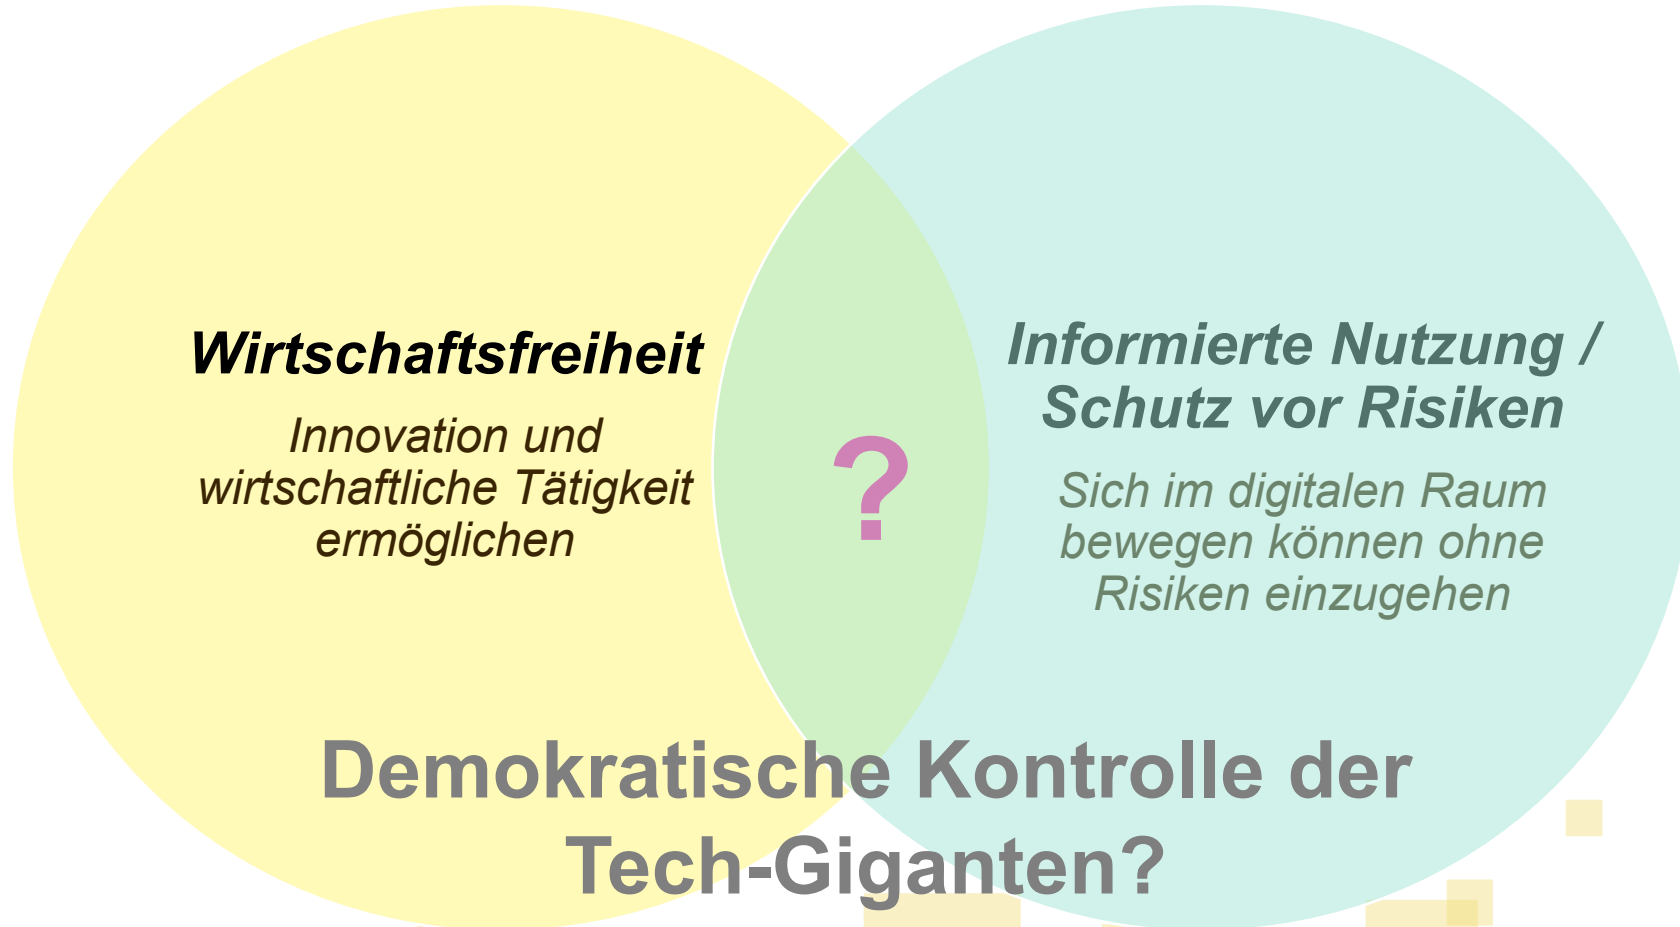 Wirtschaftsfreiheit
Innovation und
wirtschaftliche Tätigkeit
ermöglichen
?
Informierte Nutzung /
Schutz vor Risiken
Sich im digitalen Raum
bewegen können ohne
Risiken einzugehen
Demokratische Kontrolle der
Tech-Giganten?